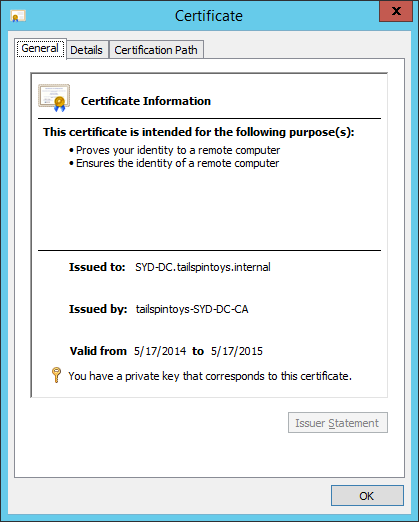 Certificate
General Details Certification Path
Certificate Information
This certificate is intended for the following purpose(s):
• Proves your identity to a remote computer
• Ensures the identity of a remote computer
Issued to: SYD-DC.tailspintoys.internal
Issued by: tailspintoys-SYD-DC-CA
Valid from 5/17/2014 to 5/17/2015
You have a private key that corresponds to this certificate.
Issuer Statement
OK